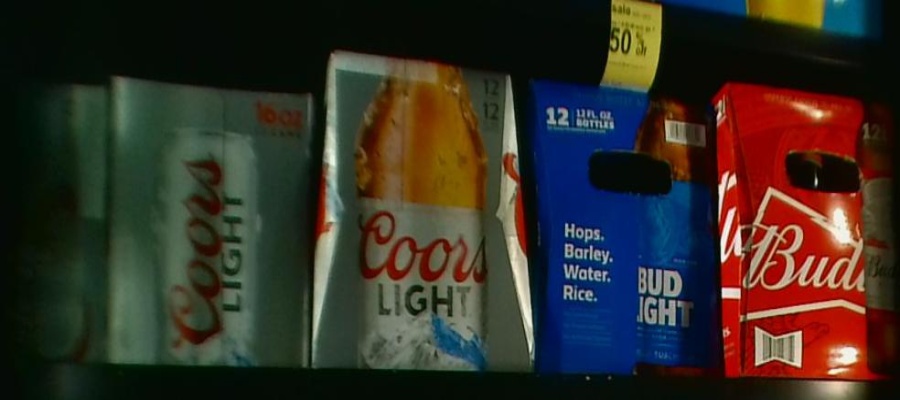 50
16oz
Coors
LIGHT
12
12
Coors
LIGHT
12 12 FL. OZ. BOTTLES
Hops.
Barley.
Water.
Rice.
BUD
LIGHT
Bud